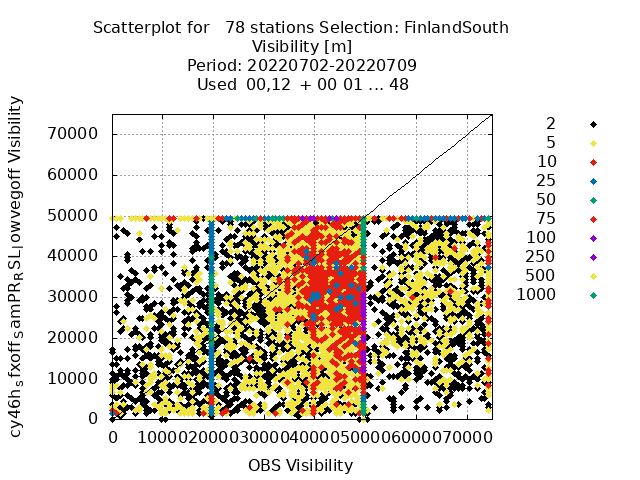 Scatterplot for 78 stations Selection: FinlandSouth
Visibility [m]
Period: 20220702-20220709
Used 00,12 + 00 01 ... 48
cy46h_sfxoff_samPR_RSL_lowvegoff Visibility
70000
60000
50000
40000
30000
20000
10000
0
0 10000 20000 30000 40000 50000 60000 70000
OBS Visibility
2
5
10
25
50
75
100
250
500
1000